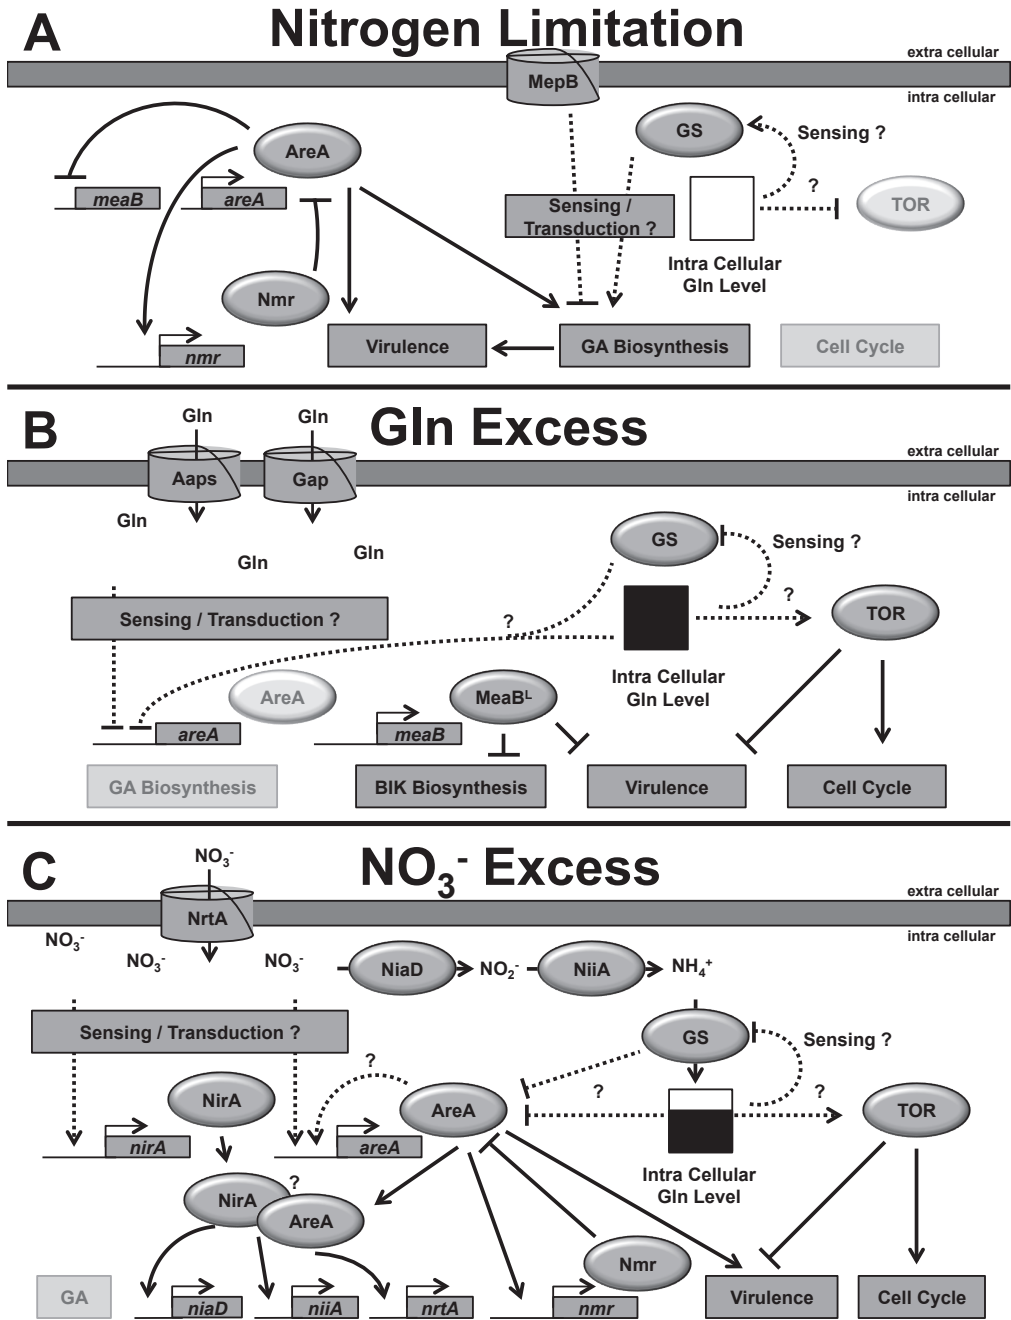 A
Nitrogen Limitation
extra cellular
MepB
intra cellular
GS
Sensing ?
AreA
meaB
areA
?
TOR
Sensing /
Transduction ?
Intra Cellular
Gln Level
Nmr
nmr
Virulence
GA Biosynthesis
Cell Cycle
B
Gln Excess
Gln
Gln
extra cellular
Aaps
Gap
intra cellular
Gln
Gln
Gln
GS
Sensing ?
?
Sensing / Transduction ?
?
TOR
Intra Cellular
Gln Level
AreA
MeaBL
areA
meaB
GA Biosynthesis
BIK Biosynthesis
Virulence
Cell Cycle
C
NO3- Excess
NO3-
extra cellular
NrtA
intra cellular
NO3-
NO3-
NO3-
NiaD
NO2-
NiiA
NH4+
Sensing / Transduction ?
GS
Sensing ?
?
?
?
NirA
AreA
TOR
nirA
areA
Intra Cellular
Gln Level
NirA
?
AreA
Nmr
GA
niaD
niiA
nrtA
nmr
Virulence
Cell Cycle